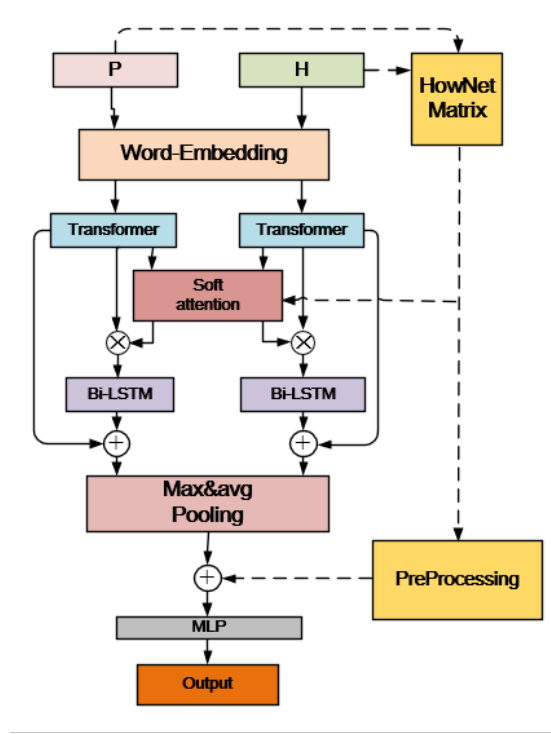 P
H
HowNet
Matrix
Word-Embedding
Transformer
Transformer
Soft
attention
Bi-LSTM
Bi-LSTM
Max&avg
Pooling
PreProcessing
MLP
Output